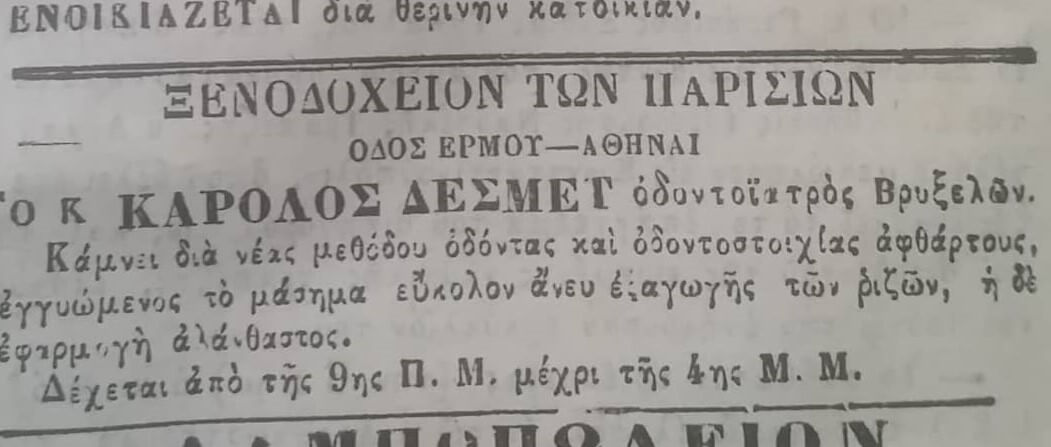 ΕΝΟΙΚΙΑΖΕΤΑΙ διὰ θερινὴν κατοικίαν.
ΞΕΝΟΔΟΧΕΙΟΝ ΤΩΝ ΠΑΡΙΣΙΩΝ
ΟΔΟΣ ΕΡΜΟΥ—ΑΘΗΝΑΙ
Ὁ Κ ΚΑΡΟΛΟΣ ΔΕΣΜΕΤ ὀδοντοϊατρὸς Βρυξελῶν.
Κάμνει διὰ νέας μεθόδου ὀδόντας καὶ ὀδοντοστοιχίας ἀφθάρτους,
ἐγγυώμενος τὸ μάσημα εὔκολον ἄνευ ἐξαγωγῆς τῶν ῥιζῶν, ἡ δὲ
ἐφαρμογὴ ἀλάνθαστος.
Δέχεται ἀπὸ τῆς 9ης Π. Μ. μέχρι τῆς 4ης Μ. Μ.